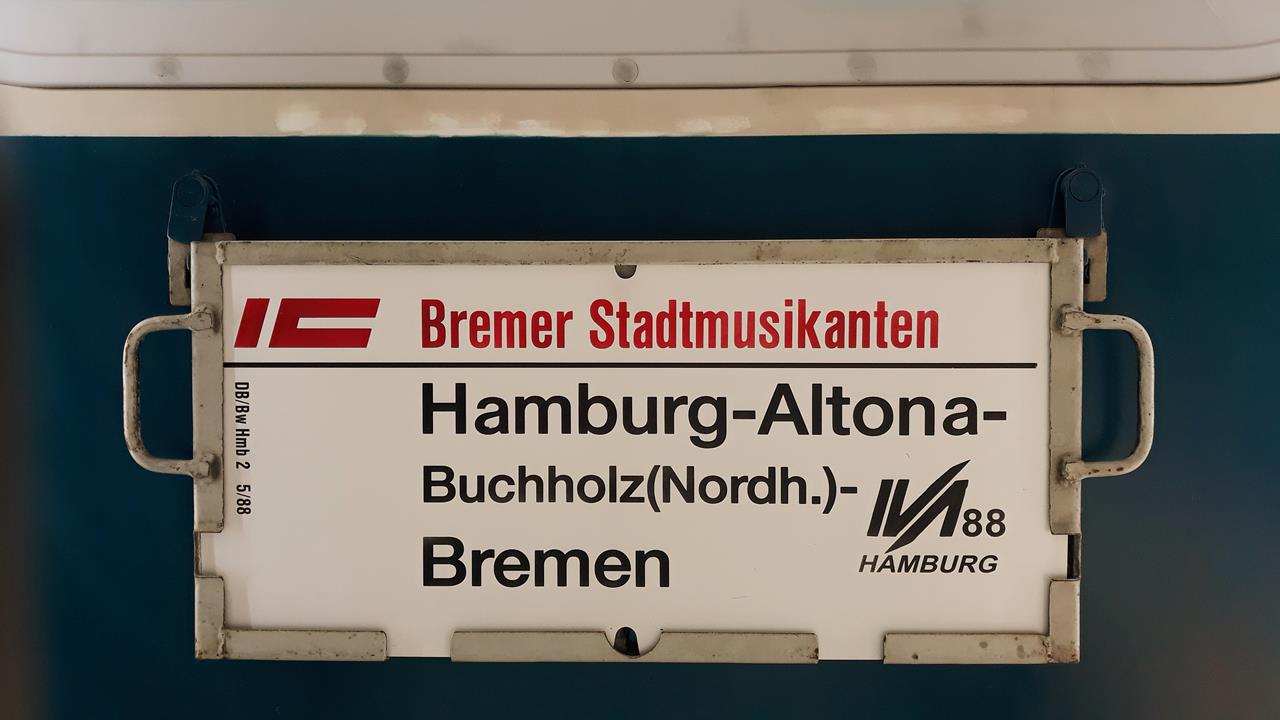 IC Bremer Stadtmusikanten
Hamburg-Altona-
Buchholz(Nordh.)-
Bremen
IVA 88
HAMBURG
DB/Bw Hmb 2 5/88